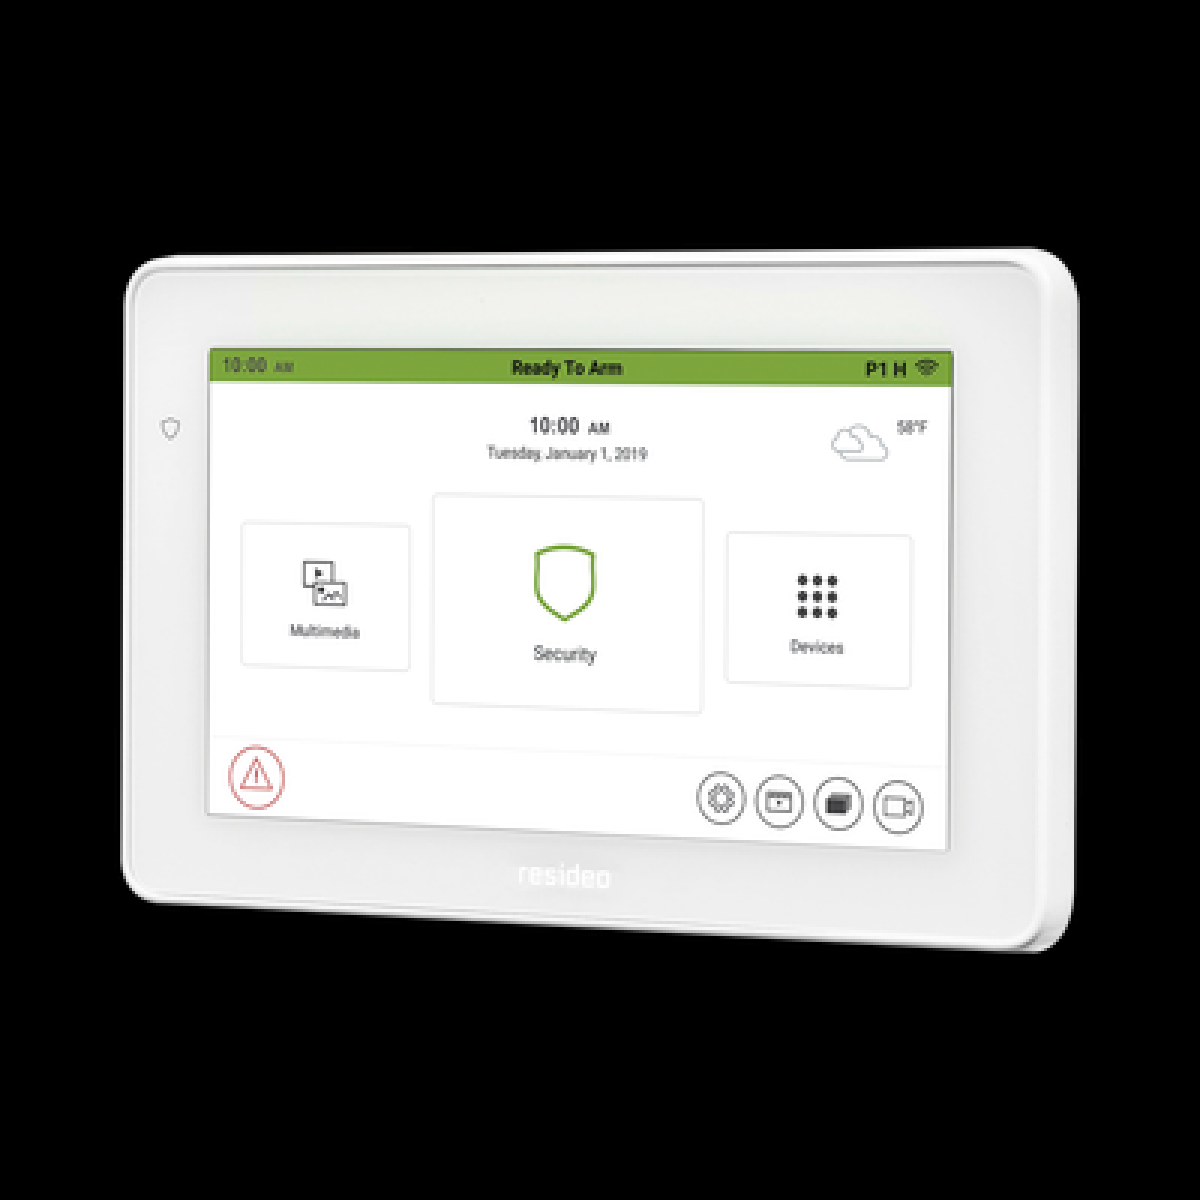 10:00 AM Ready To Arm P1 H
10:00 AM
58°F
Tuesday, January 1, 2019
Multimedia
Security
Devices
resideo